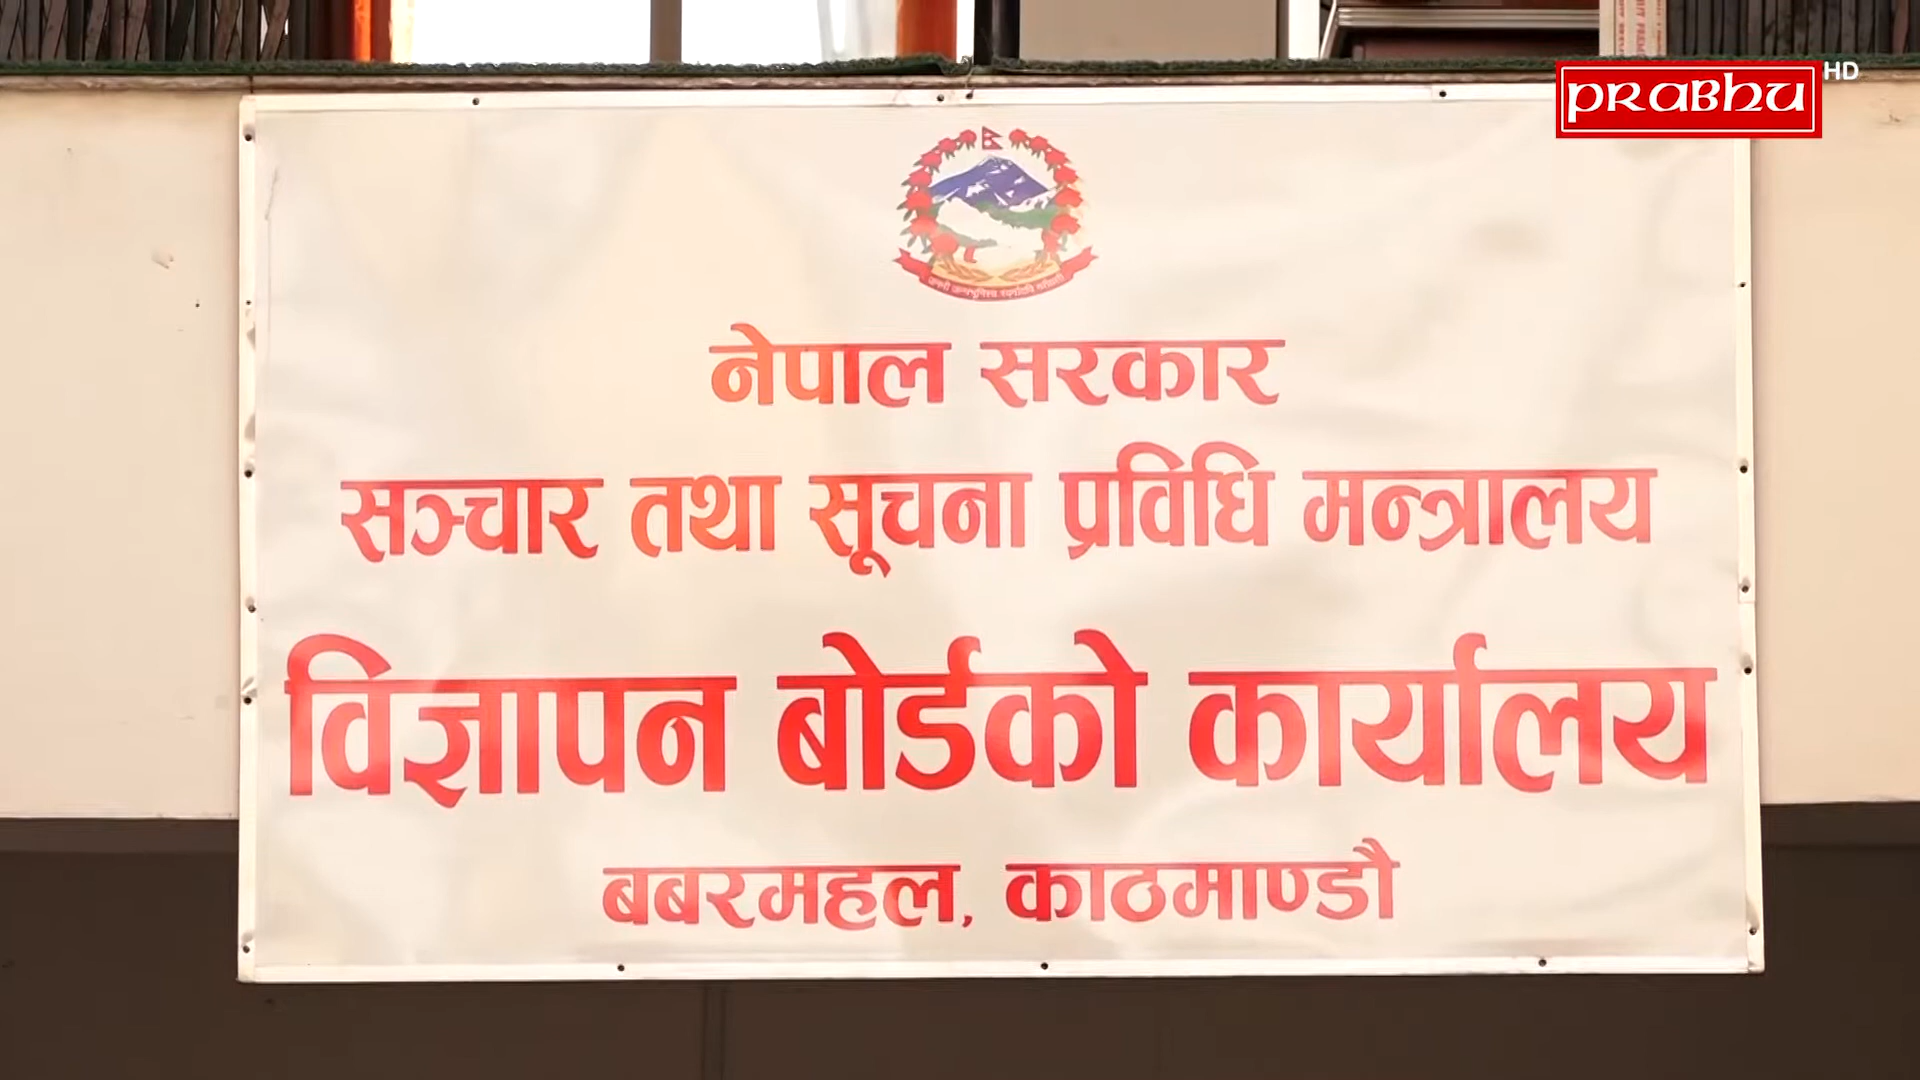 PRABHU HD
नेपाल सरकार
सञ्चार तथा सूचना प्रविधि मन्त्रालय
विज्ञापन बोर्डको कार्यालय
बबरमहल, काठमाण्डौ